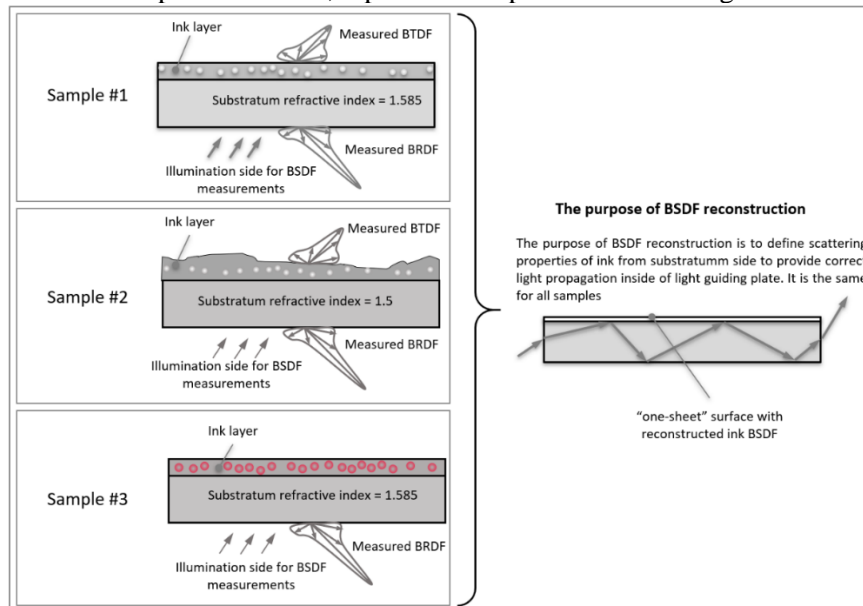 Ink layer
Measured BTDF
Sample #1
Substratum refractive index = 1.585
Measured BRDF
Illumination side for BSDF
measurements
Ink layer
Measured BTDF
Sample #2
Substratum refractive index = 1.5
Measured BRDF
Illumination side for BSDF
measurements
Ink layer
Sample #3
Substratum refractive index = 1.585
Measured BRDF
Illumination side for BSDF
measurements
The purpose of BSDF reconstruction
The purpose of BSDF reconstruction is to define scattering
properties of ink from substratumm side to provide correct
light propagation inside of light guiding plate. It is the same
for all samples
"one-sheet" surface with
reconstructed ink BSDF